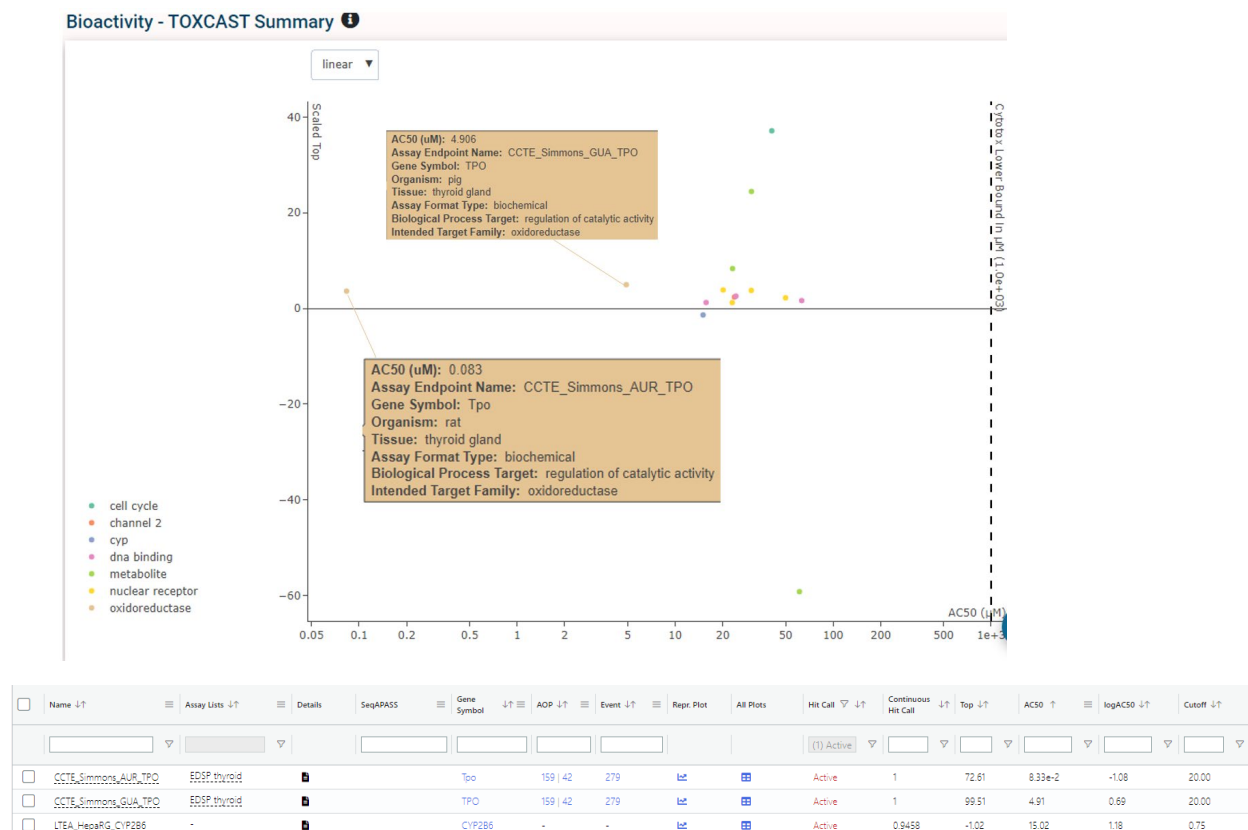 Bioactivity - TOXCAST Summary
linear
Scaled Top
40
20
0
−20
−40
−60
AC50 (uM): 4.906
Assay Endpoint Name: CCTE_Simmons_GUA_TPO
Gene Symbol: TPO
Organism: pig
Tissue: thyroid gland
Assay Format Type: biochemical
Biological Process Target: regulation of catalytic activity
Intended Target Family: oxidoreductase
AC50 (uM): 0.083
Assay Endpoint Name: CCTE_Simmons_AUR_TPO
Gene Symbol: Tpo
Organism: rat
Tissue: thyroid gland
Assay Format Type: biochemical
Biological Process Target: regulation of catalytic activity
Intended Target Family: oxidoreductase
Cytotox Lower Bound In μM (1.0e+03)
cell cycle
channel 2
cyp
dna binding
metabolite
nuclear receptor
oxidoreductase
AC50 (μM)
0.05 0.1 0.2 0.5 1 2 5 10 20 50 100 200 500 1e+3
Name Assay Lists Details SeqAPASS Gene Symbol AOP Event Repr. Plot All Plots Hit Call Continuous Hit Call Top AC50 logAC50 Cutoff
(1) Active
CCTE_Simmons_AUR_TPO EDSP thyroid Tpo 159 | 42 279 Active 1 72.61 8.33e-2 -1.08 20.00
CCTE_Simmons_GUA_TPO EDSP thyroid TPO 159 | 42 279 Active 1 99.51 4.91 0.69 20.00
LTEA_HepaRG_CYP2B6 - CYP2B6 - - Active 0.9458 -1.02 15.02 1.18 0.75